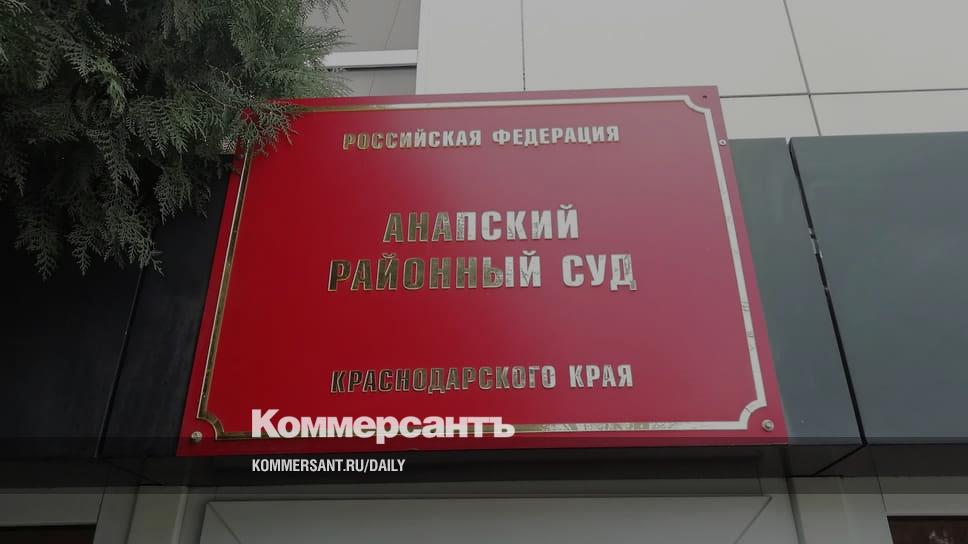 РОССИЙСКАЯ ФЕДЕРАЦИЯ
АНАПСКИЙ
РАЙОННЫЙ СУД
КРАСНОДАРСКОГО КРАЯ
Коммерсантъ
KOMMERSANT.RU/DAILY